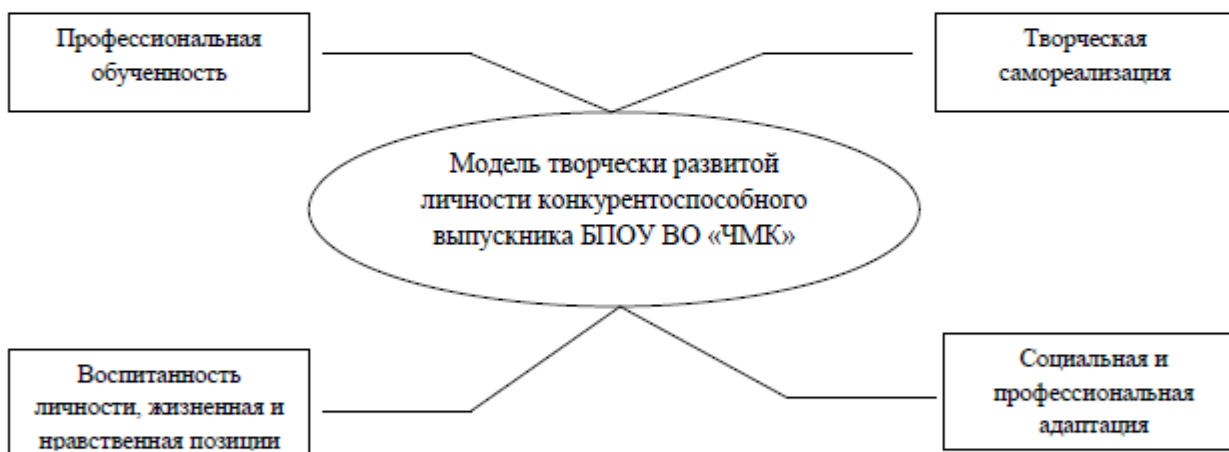 Профессиональная
обученность
Творческая
самореализация
Модель творчески развитой
личности конкурентоспособного
выпускника БПОУ ВО «ЧМК»
Воспитанность
личности, жизненная и
нравственная позиции
Социальная и
профессиональная
адаптация